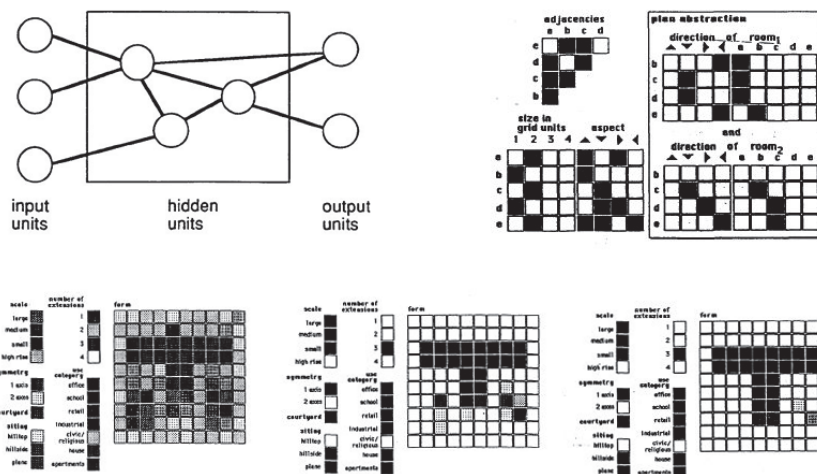 input
units
hidden
units
output
units
adjacencies
a b c d
e
d
c
b
size in
grid units
aspect
1 2 3 4
a
b
c
d
e
plan abstraction
direction of room1
a b c d e
b
c
d
e
and
direction of room2
a b c d e
b
c
d
e
scale
large
medium
small
high rise
symmetry
1 axis
2 axes
courtyard
siting
hilltop
hillside
plane
number of
extensions
1
2
3
4
use
category
office
school
retail
industrial
civic/
religious
house
apartments
form
scale
large
medium
small
high rise
symmetry
1 axis
2 axes
courtyard
siting
hilltop
hillside
plane
number of
extensions
1
2
3
4
use
category
office
school
retail
industrial
civic/
religious
house
apartments
form
scale
large
medium
small
high rise
symmetry
1 axis
2 axes
courtyard
siting
hilltop
hillside
plane
number of
extensions
1
2
3
4
use
category
office
school
retail
industrial
civic/
religious
house
apartments
form